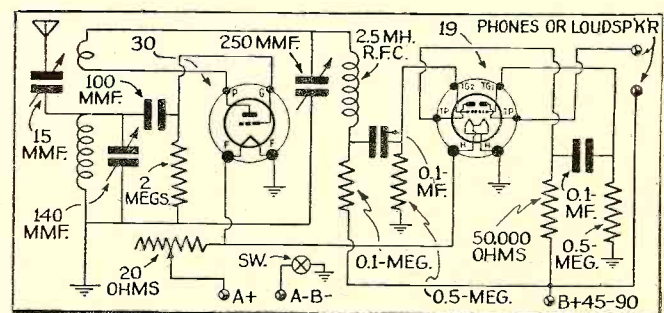 PHONES OR LOUDSP'K'R
30
250 MMF.
2.5 MH.
R.F.C.
19
100
MMF.
P
G
TG2
TG1
TP
TP
15
MMF.
F
F
H
H
140
MMF.
2
MEGS.
0.1-
MF.
50,000
OHMS
0.1-
MF.
0.5-
MEG.
20
OHMS
SW.
0.1-MEG.
0.5-MEG.
A+
A-B-
B+45-90